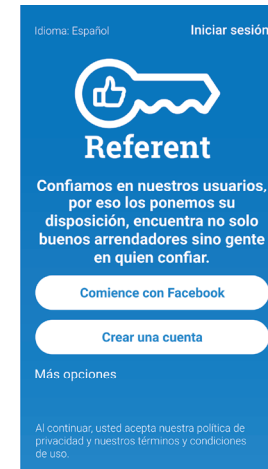 Idioma: Español
Iniciar sesión
Referent
Confiamos en nuestros usuarios,
por eso los ponemos su
disposición, encuentra no solo
buenos arrendadores sino gente
en quien confiar.
Comience con Facebook
Crear una cuenta
Más opciones
Al continuar, usted acepta nuestra política de
privacidad y nuestros términos y condiciones
de uso.